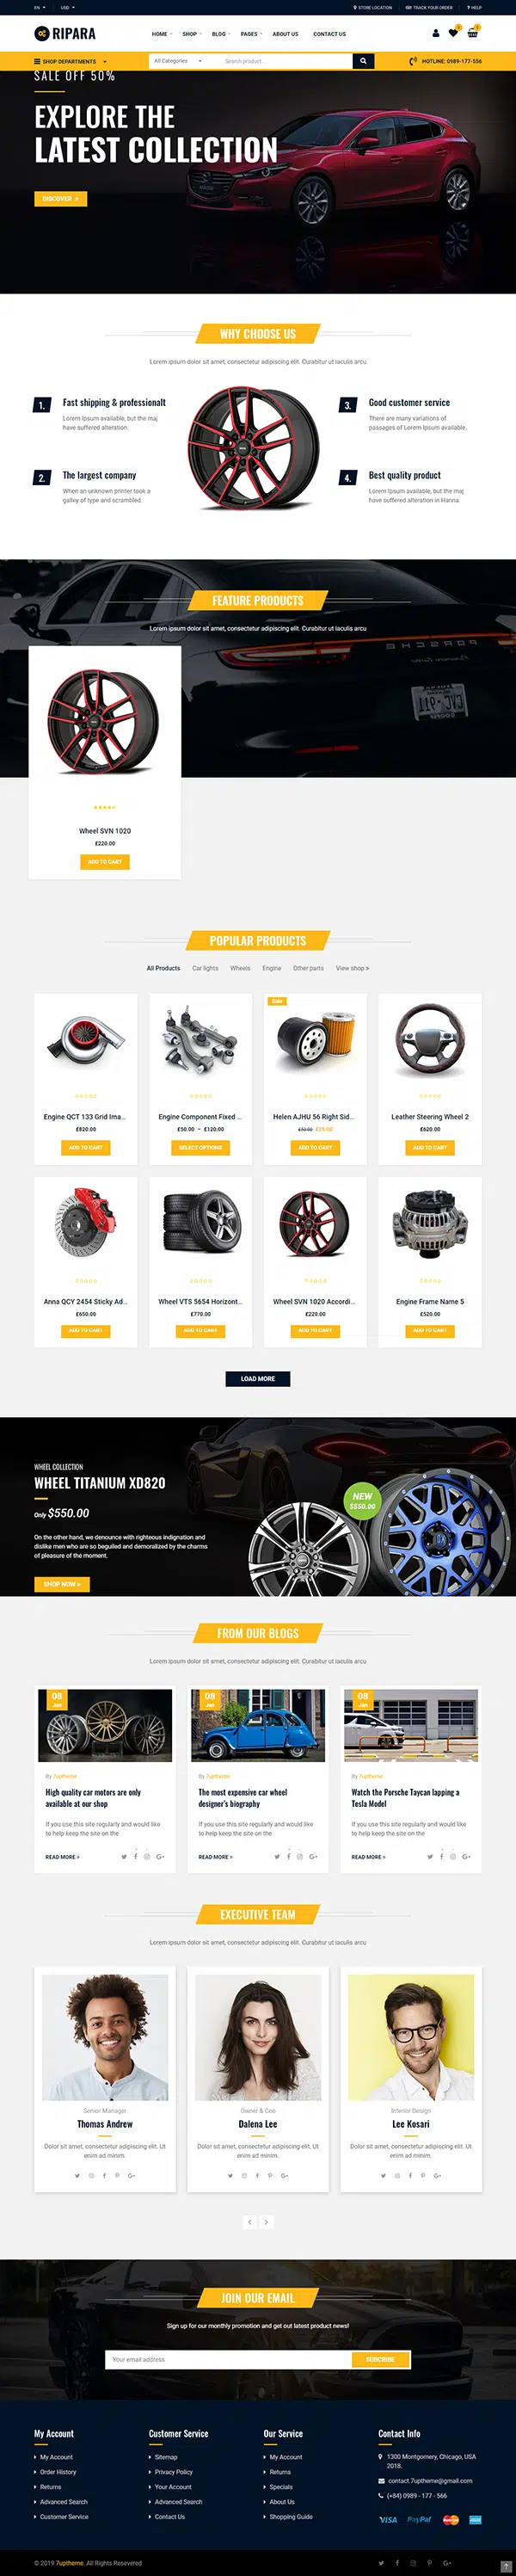 EN USD STORE LOCATION TRACK YOUR ORDER ? HELP
RIPARA HOME SHOP BLOG PAGES ABOUT US CONTACT US
SHOP DEPARTMENTS All Categories Search product... HOTLINE: 0989-177-556
SALE OFF 50%
EXPLORE THE
LATEST COLLECTION
DISCOVER »
WHY CHOOSE US
Lorem ipsum dolor sit amet, consectetur adipiscing elit. Curabitur ut iaculis arcu
1. Fast shipping & professionalt
Lorem Ipsum available, but the maj
have suffered alteration.
2. The largest company
When an unknown printer took a
galley of type and scrambled.
3. Good customer service
There are many variations of
passages of Lorem Ipsum available.
4. Best quality product
Lorem Ipsum available, but the maj
have suffered alteration in Hanna.
FEATURE PRODUCTS
Lorem ipsum dolor sit amet, consectetur adipiscing elit. Curabitur ut iaculis arcu
Wheel SVN 1020
£220.00
ADD TO CART
POPULAR PRODUCTS
All Products Car lights Wheels Engine Other parts View shop »
Engine QCT 133 Grid Ima...
£820.00
ADD TO CART
Engine Component Fixed ...
£50.00 – £120.00
SELECT OPTIONS
Sale
Helen AJHU 56 Right Sid...
ADD TO CART
Leather Steering Wheel 2
£620.00
ADD TO CART
Anna QCY 2454 Sticky Ad...
£650.00
ADD TO CART
Wheel VTS 5654 Horizont...
£770.00
ADD TO CART
Wheel SVN 1020 Accordi...
£220.00
ADD TO CART
Engine Frame Name 5
£520.00
ADD TO CART
LOAD MORE
WHEEL COLLECTION
WHEEL TITANIUM XD820
Only $550.00
On the other hand, we denounce with righteous indignation and
dislike men who are so beguiled and demoralized by the charms
of pleasure of the moment.
SHOP NOW »
NEW
$550.00
FROM OUR BLOGS
Lorem ipsum dolor sit amet, consectetur adipiscing elit. Curabitur ut iaculis arcu
08
Jan
By 7uptheme
High quality car motors are only
available at our shop
If you use this site regularly and would like
to help keep the site on the
READ MORE »
08
Jan
By 7uptheme
The most expensive car wheel
designer's biography
If you use this site regularly and would like
to help keep the site on the
READ MORE »
08
Jan
By 7uptheme
Watch the Porsche Taycan lapping a
Tesla Model
If you use this site regularly and would like
to help keep the site on the
READ MORE »
EXECUTIVE TEAM
Lorem ipsum dolor sit amet, consectetur adipiscing elit. Curabitur ut iaculis arcu
Senior Manager
Thomas Andrew
Dolor sit amet, consectetur adipiscing elit. Ut
enim ad minim.
Owner & Ceo
Dalena Lee
Dolor sit amet, consectetur adipiscing elit. Ut
enim ad minim.
Interior Design
Lee Kosari
Dolor sit amet, consectetur adipiscing elit. Ut
enim ad minim.
JOIN OUR EMAIL
Sign up for our monthly promotion and get out latest product news!
Your email address SUBCRIBE
My Account
My Account
Order History
Returns
Advanced Search
Customer Service
Customer Service
Sitemap
Privacy Policy
Your Account
Advanced Search
Contact Us
Our Service
My Account
Returns
Specials
About Us
Shopping Guide
Contact Info
1300 Montgomery, Chicago, USA
2018.
contact.7uptheme@gmail.com
(+84) 0989 - 177 - 566
VISA PayPal
© 2019 7uptheme. All Rights Resevered